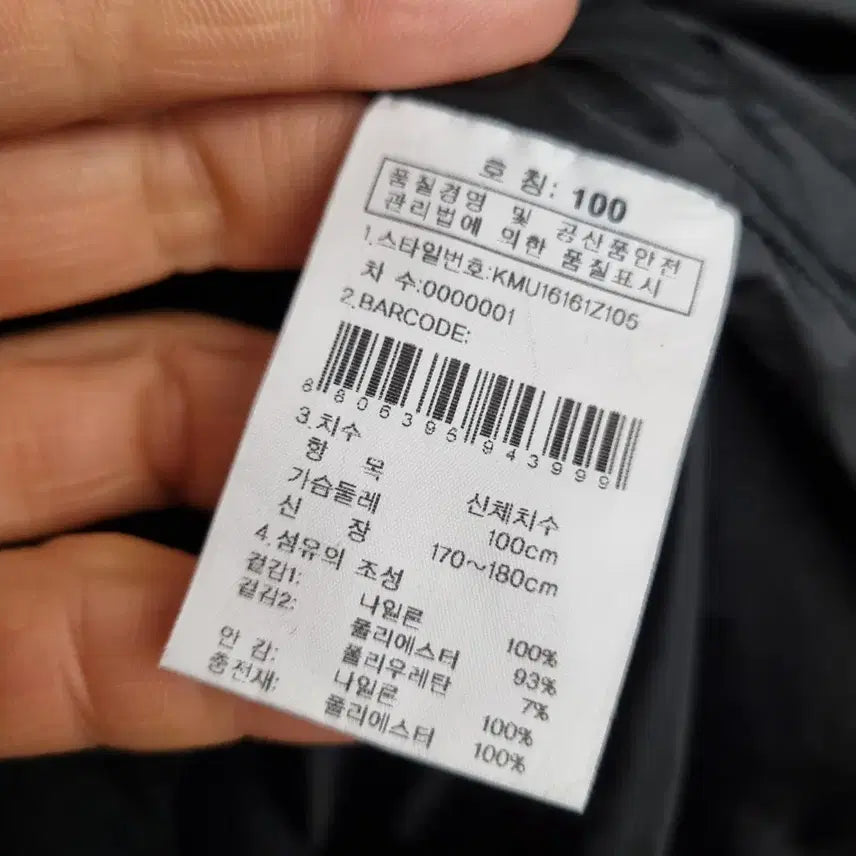 호 칭: 100
품질경영 및 공산품안전
관리법에 의한 품질표시
1.스타일번호:KMU16161Z105
차 수:0000001
2.BARCODE:
8806396943999
3.치수
항 목 신체치수
가슴둘레 100cm
신 장 170~180cm
4.섬유의 조성
겉감1: 나일론 100%
겉감2: 폴리에스터 93%
폴리우레탄 7%
안 감: 나일론 100%
충전재: 폴리에스터 100%